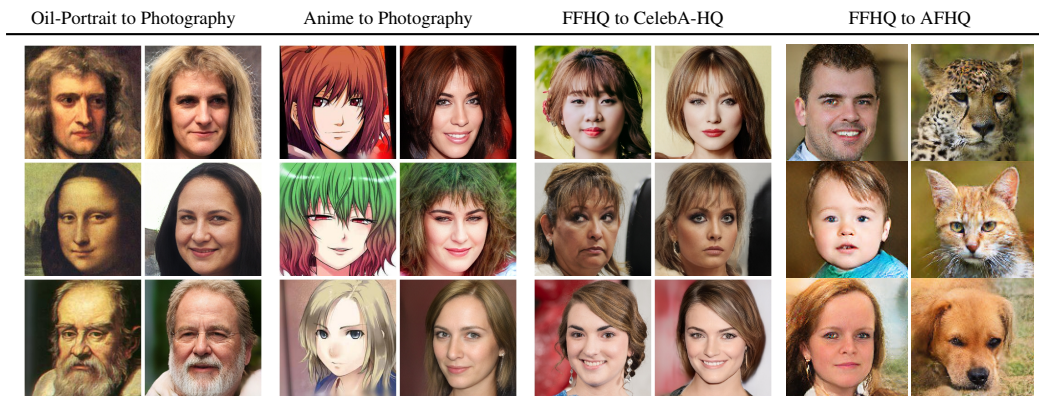 Oil-Portrait to Photography
Anime to Photography
FFHQ to CelebA-HQ
FFHQ to AFHQ